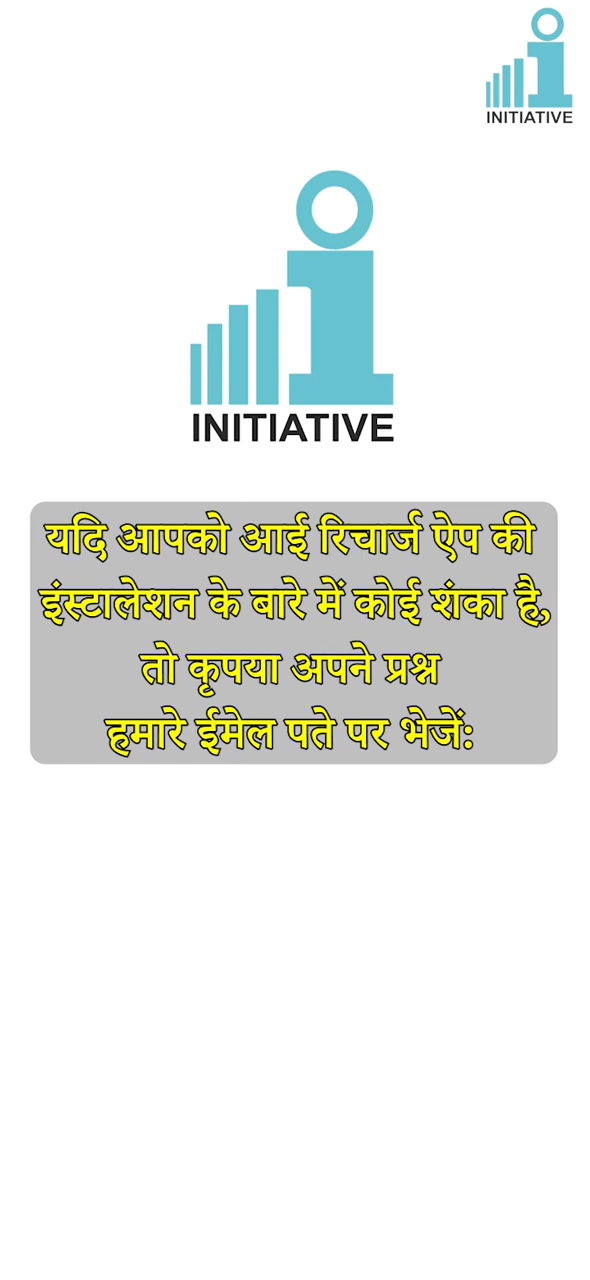 INITIATIVE
INITIATIVE
यदि आपको आई रिचार्ज ऐप की
इंस्टालेशन के बारे में कोई शंका है,
तो कृपया अपने प्रश्न
हमारे ईमेल पते पर भेजें: